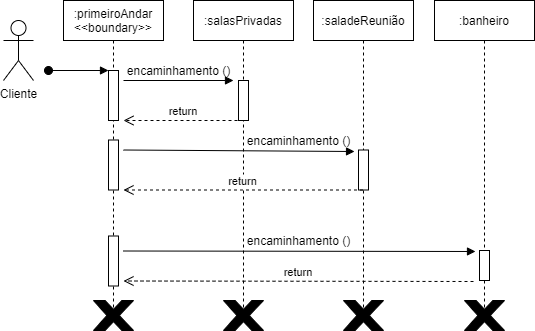 :primeiroAndar
<<boundary>>
:salasPrivadas
:saladeReunião
:banheiro
Cliente
encaminhamento ()
return
encaminhamento ()
return
encaminhamento ()
return